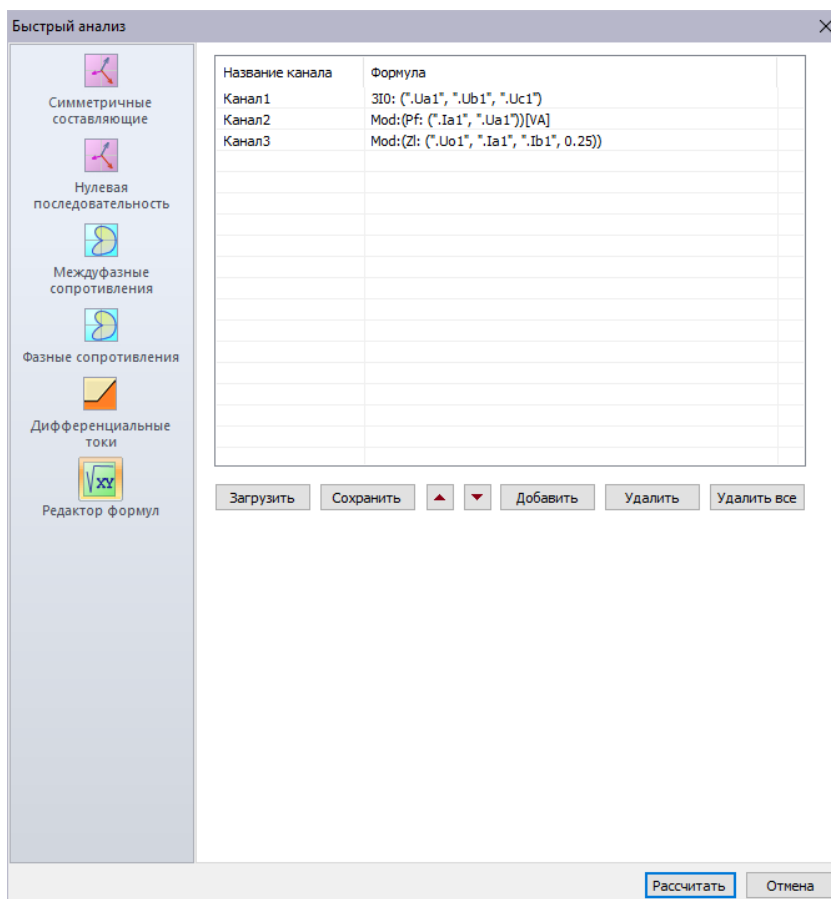 Быстрый анализ
Симметричные
составляющие
Нулевая
последовательность
Междуфазные
сопротивления
Фазные сопротивления
Дифференциальные
токи
√xy
Редактор формул
Название канала Формула
Канал1 3I0: (".Ua1", ".Ub1", ".Uc1")
Канал2 Mod:(Pf: (".Ia1", ".Ua1"))[VA]
Канал3 Mod:(Zl: (".Uo1", ".Ia1", ".Ib1", 0.25))
Загрузить Сохранить Добавить Удалить Удалить все
Рассчитать Отмена